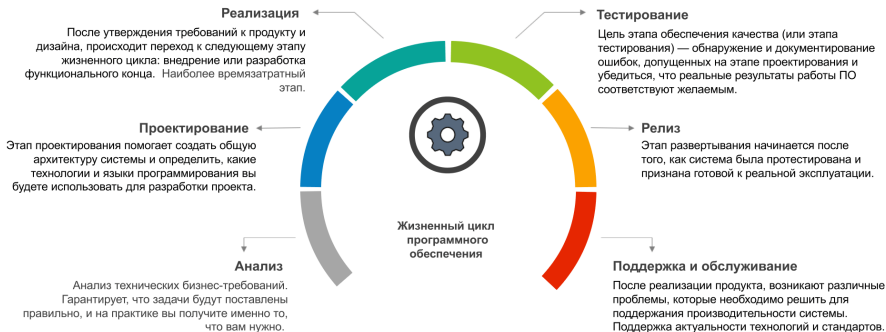 Реализация
После утверждения требований к продукту и
дизайна, происходит переход к следующему этапу
жизненного цикла: внедрение или разработка
функционального конца. Наиболее времязатратный
этап.
Тестирование
Цель этапа обеспечения качества (или этапа
тестирования) — обнаружение и документирование
ошибок, допущенных на этапе проектирования и
убедиться, что реальные результаты работы ПО
соответствуют желаемым.
Проектирование
Этап проектирования помогает создать общую
архитектуру системы и определить, какие
технологии и языки программирования вы
будете использовать для разработки проекта.
Релиз
Этап развертывания начинается после
того, как система была протестирована и
признана готовой к реальной эксплуатации.
Жизненный цикл
программного
обеспечения
Анализ
Анализ технических бизнес-требований.
Гарантирует, что задачи будут поставлены
правильно, и на практике вы получите именно то,
что вам нужно.
Поддержка и обслуживание
После реализации продукта, возникают различные
проблемы, которые необходимо решить для
поддержания производительности системы.
Поддержка актуальности технологий и стандартов.